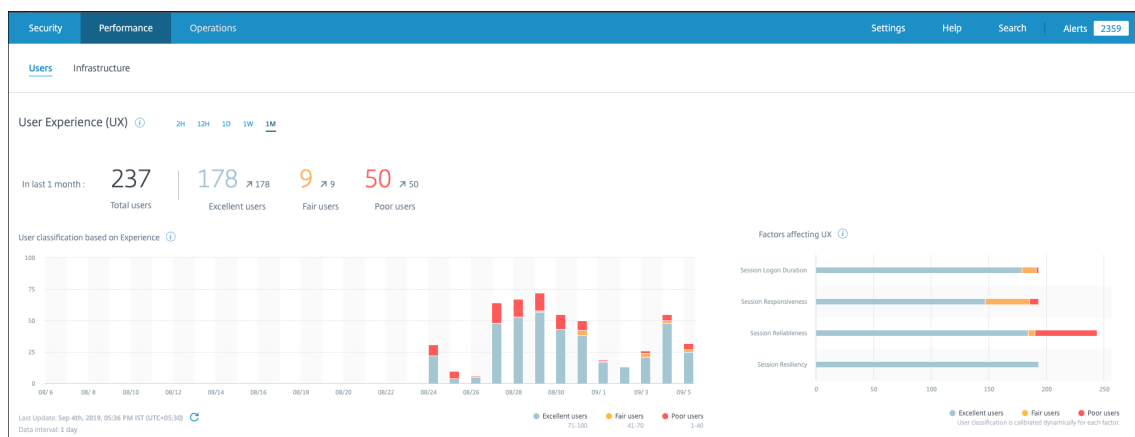 Security Performance Operations Settings Help Search Alerts 2359
Users Infrastructure
User Experience (UX) i 2H 12H 1D 1W 1M
In last 1 month : 237 178 178 9 9 50 50
Total users Excellent users Fair users Poor users
User classification based on Experience i
Factors affecting UX i
100
75
50
25
0
08/ 6 08/ 8 08/10 08/12 08/14 08/16 08/18 08/20 08/22 08/24 08/26 08/28 08/30 09/ 1 09/ 3 09/ 5
Last Update: Sep 4th, 2019, 05:36 PM IST (UTC+05:30)
Data interval: 1 day
Excellent users Fair users Poor users
71-100 41-70 1-40
Session Logon Duration
Session Responsiveness
Session Reliableness
Session Resiliency
0 50 100 150 200 250
Excellent users Fair users Poor users
User classification is calibrated dynamically for each factor.